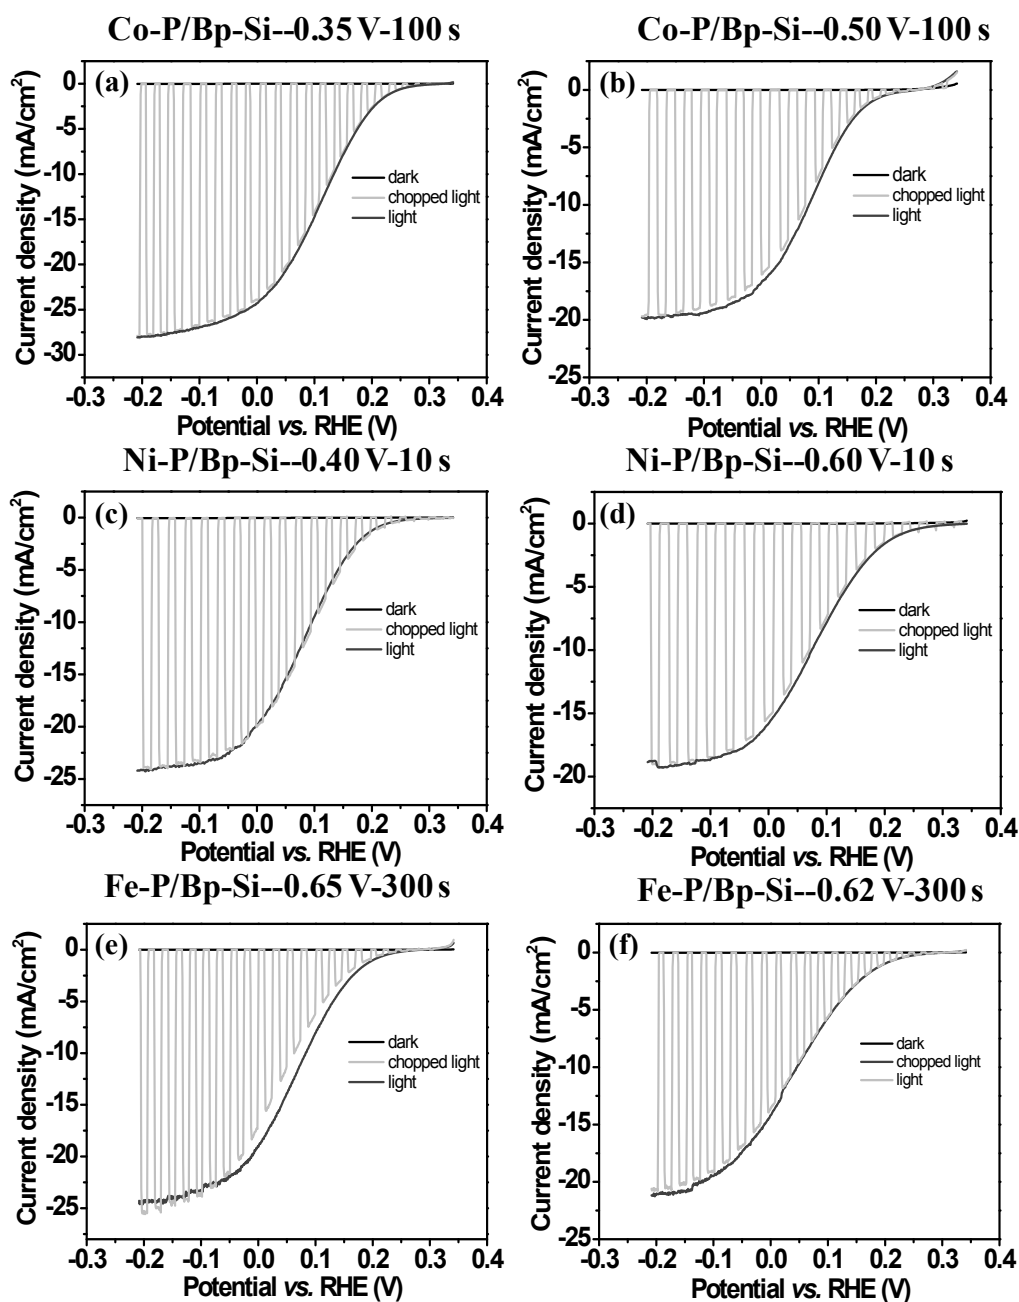 Co-P/Bp-Si--0.35 V-100 s
Co-P/Bp-Si--0.50 V-100 s
(a)
Current density (mA/cm²)
0
-5
-10
-15
-20
-25
-30
dark
chopped light
light
-0.3 -0.2 -0.1 0.0 0.1 0.2 0.3 0.4
Potential vs. RHE (V)
(b)
Current density (mA/cm²)
0
-5
-10
-15
-20
-25
dark
chopped light
light
-0.3 -0.2 -0.1 0.0 0.1 0.2 0.3 0.4
Potential vs. RHE (V)
Ni-P/Bp-Si--0.40 V-10 s
Ni-P/Bp-Si--0.60 V-10 s
(c)
Current density (mA/cm²)
0
-5
-10
-15
-20
-25
dark
chopped light
light
-0.3 -0.2 -0.1 0.0 0.1 0.2 0.3 0.4
Potential vs. RHE (V)
(d)
Current density (mA/cm²)
0
-5
-10
-15
-20
dark
chopped light
light
-0.3 -0.2 -0.1 0.0 0.1 0.2 0.3 0.4
Potential vs. RHE (V)
Fe-P/Bp-Si--0.65 V-300 s
Fe-P/Bp-Si--0.62 V-300 s
(e)
Current density (mA/cm²)
0
-5
-10
-15
-20
-25
dark
chopped light
light
-0.3 -0.2 -0.1 0.0 0.1 0.2 0.3 0.4
Potential vs. RHE (V)
(f)
Current density (mA/cm²)
0
-5
-10
-15
-20
-25
dark
chopped light
light
-0.3 -0.2 -0.1 0.0 0.1 0.2 0.3 0.4
Potential vs. RHE (V)